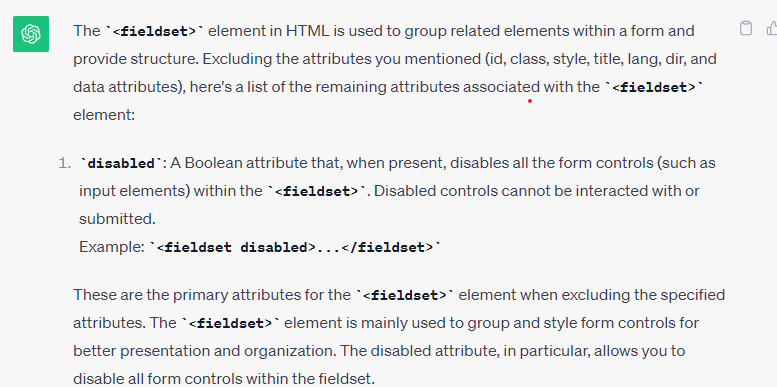 The `<fieldset>` element in HTML is used to group related elements within a form and
provide structure. Excluding the attributes you mentioned (id, class, style, title, lang, dir, and
data attributes), here's a list of the remaining attributes associated with the `<fieldset>`
element:
1. `disabled`: A Boolean attribute that, when present, disables all the form controls (such as
input elements) within the `<fieldset>`. Disabled controls cannot be interacted with or
submitted.
Example: `<fieldset disabled>...</fieldset>`
These are the primary attributes for the `<fieldset>` element when excluding the specified
attributes. The `<fieldset>` element is mainly used to group and style form controls for
better presentation and organization. The disabled attribute, in particular, allows you to
disable all form controls within the fieldset.